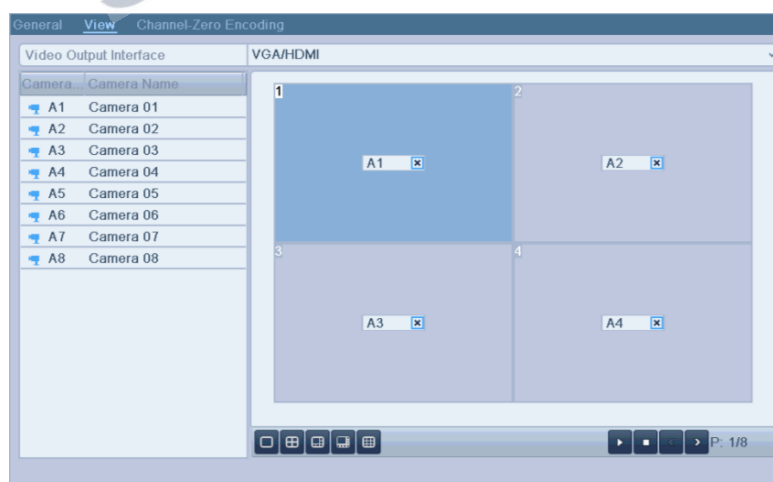 General View Channel-Zero Encoding
Video Output Interface VGA/HDMI
Camera... Camera Name
A1 Camera 01
A2 Camera 02
A3 Camera 03
A4 Camera 04
A5 Camera 05
A6 Camera 06
A7 Camera 07
A8 Camera 08
1 2
A1 A2
3 4
A3 A4
P: 1/8